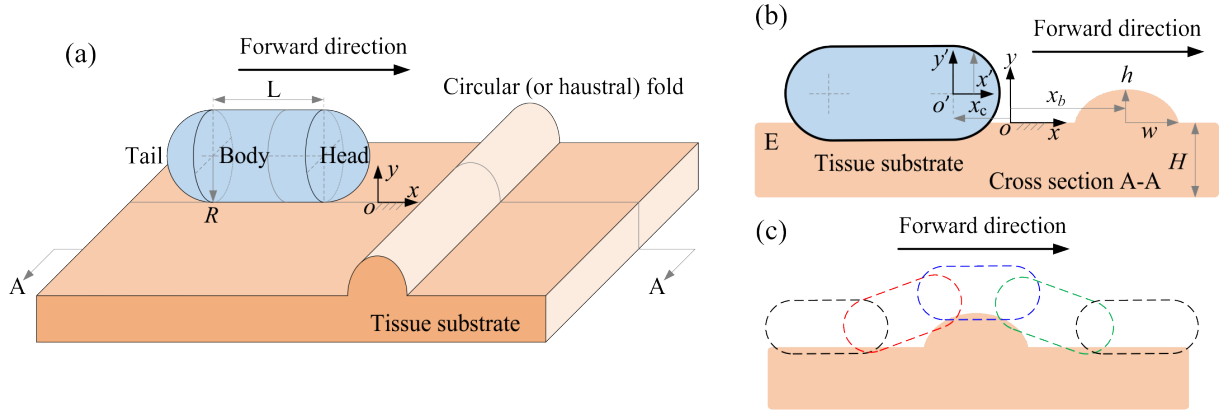 (a)
Forward direction
L
Circular (or haustral) fold
Tail
Body
Head
y
x
o
R
A
A
Tissue substrate
(b)
Forward direction
y′
x′
o′
x_c
y
x_b
h
o
x
w
E
H
Tissue substrate
Cross section A-A
(c)
Forward direction